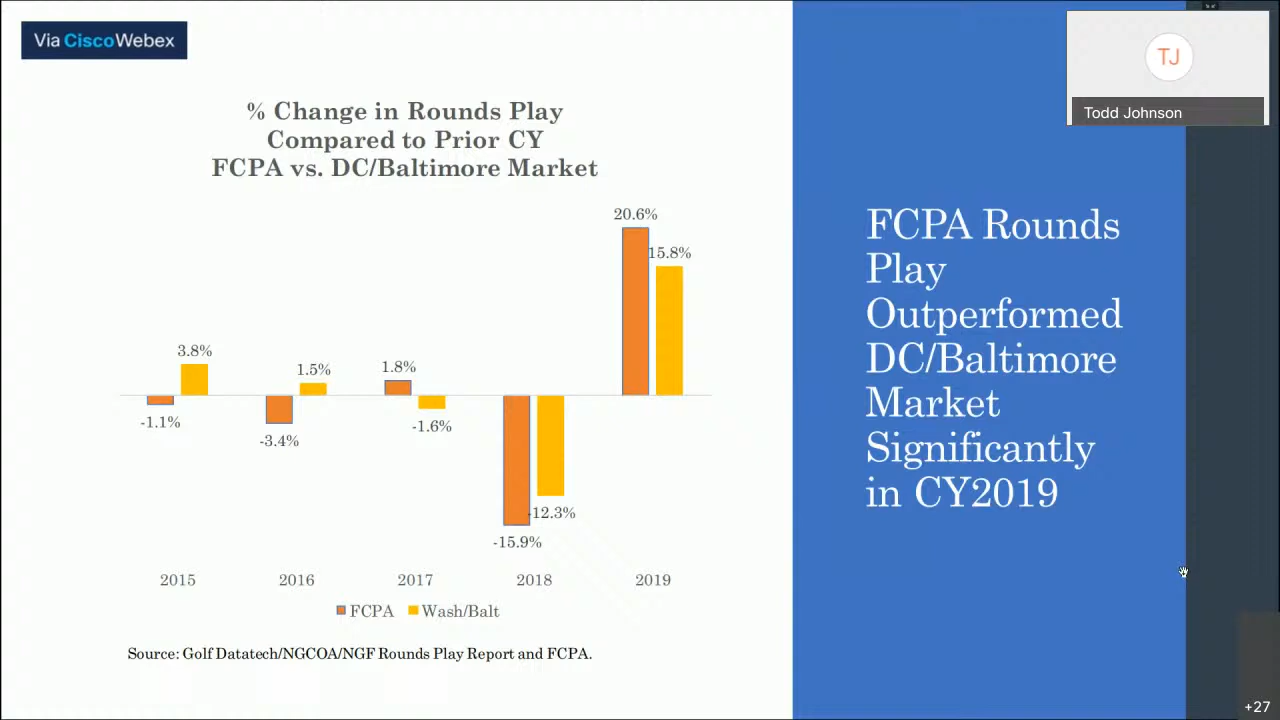 Via CiscoWebex
TJ
Todd Johnson
% Change in Rounds Play
Compared to Prior CY
FCPA vs. DC/Baltimore Market
20.6%
15.8%
3.8%
1.5%
1.8%
-1.1%
-3.4%
-1.6%
-12.3%
-15.9%
2015 2016 2017 2018 2019
FCPA Wash/Balt
Source: Golf Datatech/NGCOA/NGF Rounds Play Report and FCPA.
FCPA Rounds
Play
Outperformed
DC/Baltimore
Market
Significantly
in CY2019
+27